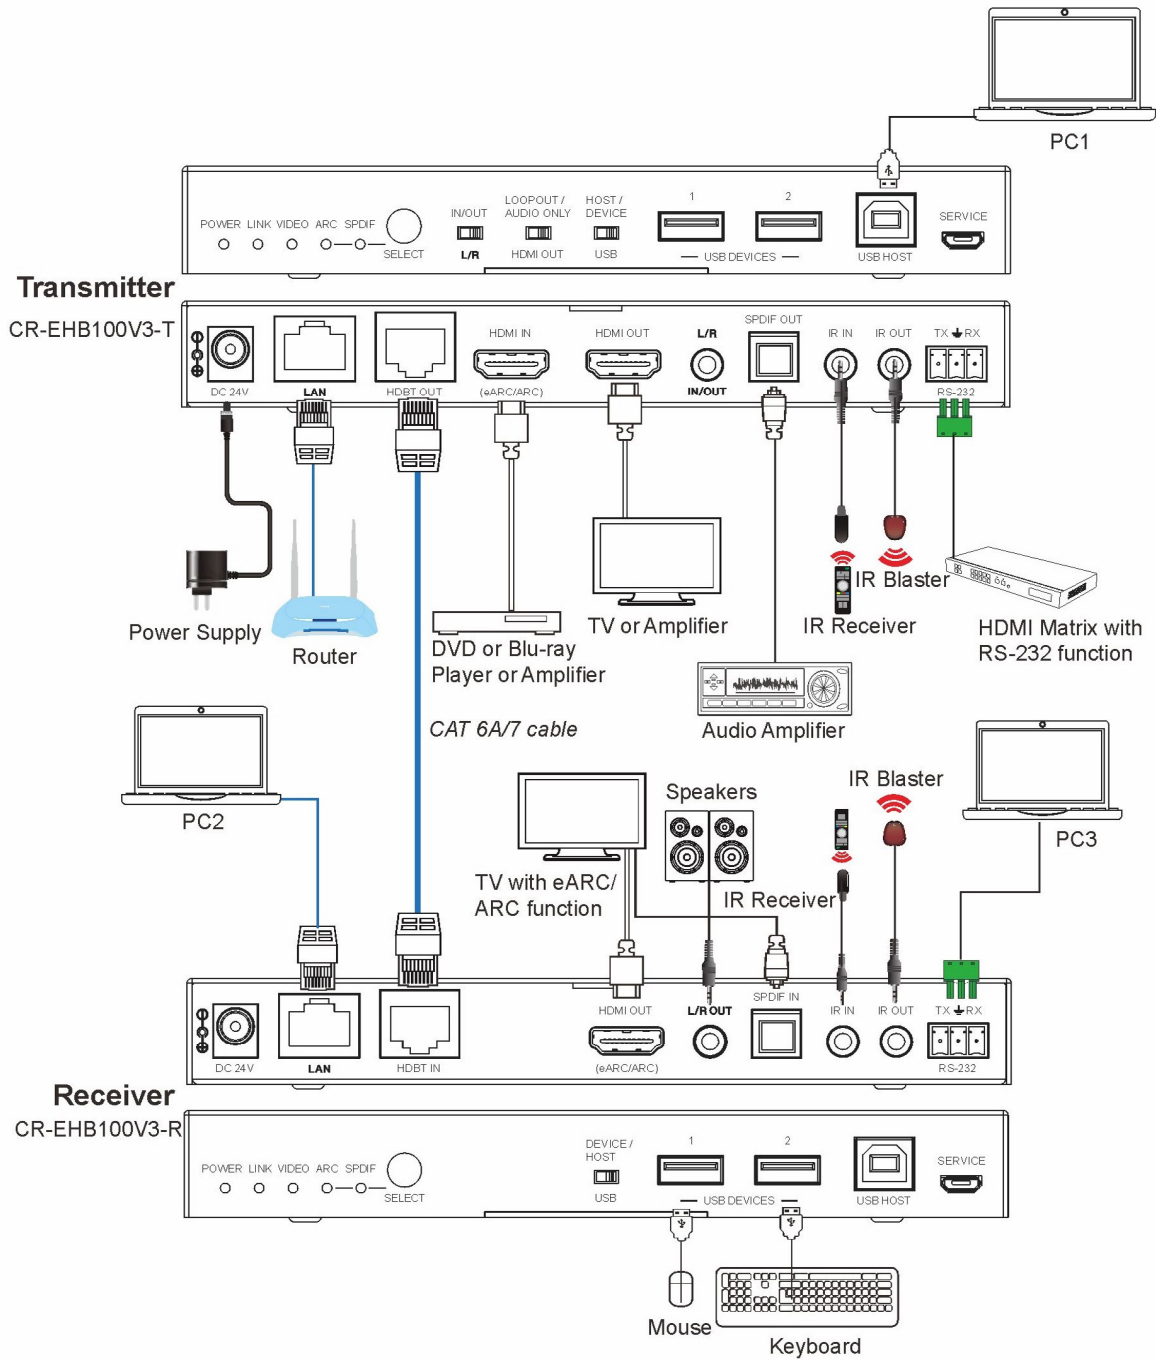 PC1
LOOPOUT / HOST /
POWER LINK VIDEO ARC SPDIF IN/OUT AUDIO ONLY DEVICE 1 2 SERVICE
SELECT L/R HDMI OUT USB USB DEVICES USB HOST
Transmitter
CR-EHB100V3-T
HDMI IN HDMI OUT L/R SPDIF OUT IR IN IR OUT TX RX
DC 24V LAN HDBT OUT (eARC/ARC) IN/OUT RS-232
Power Supply
Router
DVD or Blu-ray
Player or Amplifier
TV or Amplifier
IR Receiver
IR Blaster
HDMI Matrix with
RS-232 function
CAT 6A/7 cable
Audio Amplifier
PC2
TV with eARC/
ARC function
Speakers
IR Receiver
IR Blaster
PC3
HDMI OUT L/R OUT SPDIF IN IR IN IR OUT TX RX
DC 24V LAN HDBT IN (eARC/ARC) RS-232
Receiver
CR-EHB100V3-R
DEVICE /
HOST
POWER LINK VIDEO ARC SPDIF 1 2 SERVICE
SELECT USB USB DEVICES USB HOST
Mouse
Keyboard